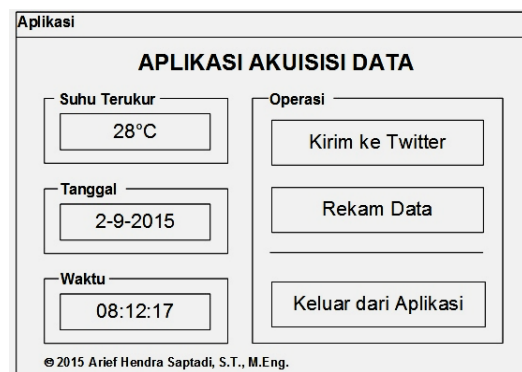 Aplikasi
APLIKASI AKUISISI DATA
Suhu Terukur
28°C
Tanggal
2-9-2015
Waktu
08:12:17
Operasi
Kirim ke Twitter
Rekam Data
Keluar dari Aplikasi
© 2015 Arief Hendra Saptadi, S.T., M.Eng.